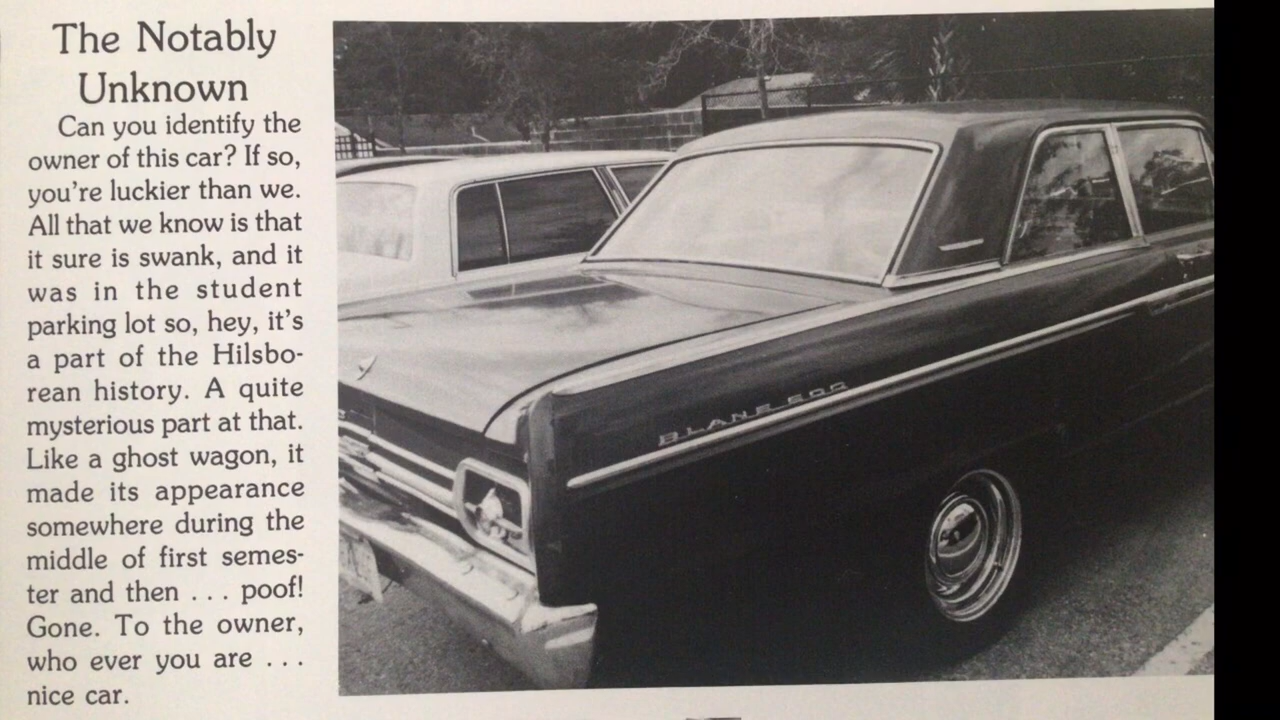 The Notably
Unknown
Can you identify the
owner of this car? If so,
you're luckier than we.
All that we know is that
it sure is swank, and it
was in the student
parking lot so, hey, it's
a part of the Hilsbo-
rean history. A quite
mysterious part at that.
Like a ghost wagon, it
made its appearance
somewhere during the
middle of first semes-
ter and then . . . poof!
Gone. To the owner,
who ever you are . . .
nice car.
BLANE 500